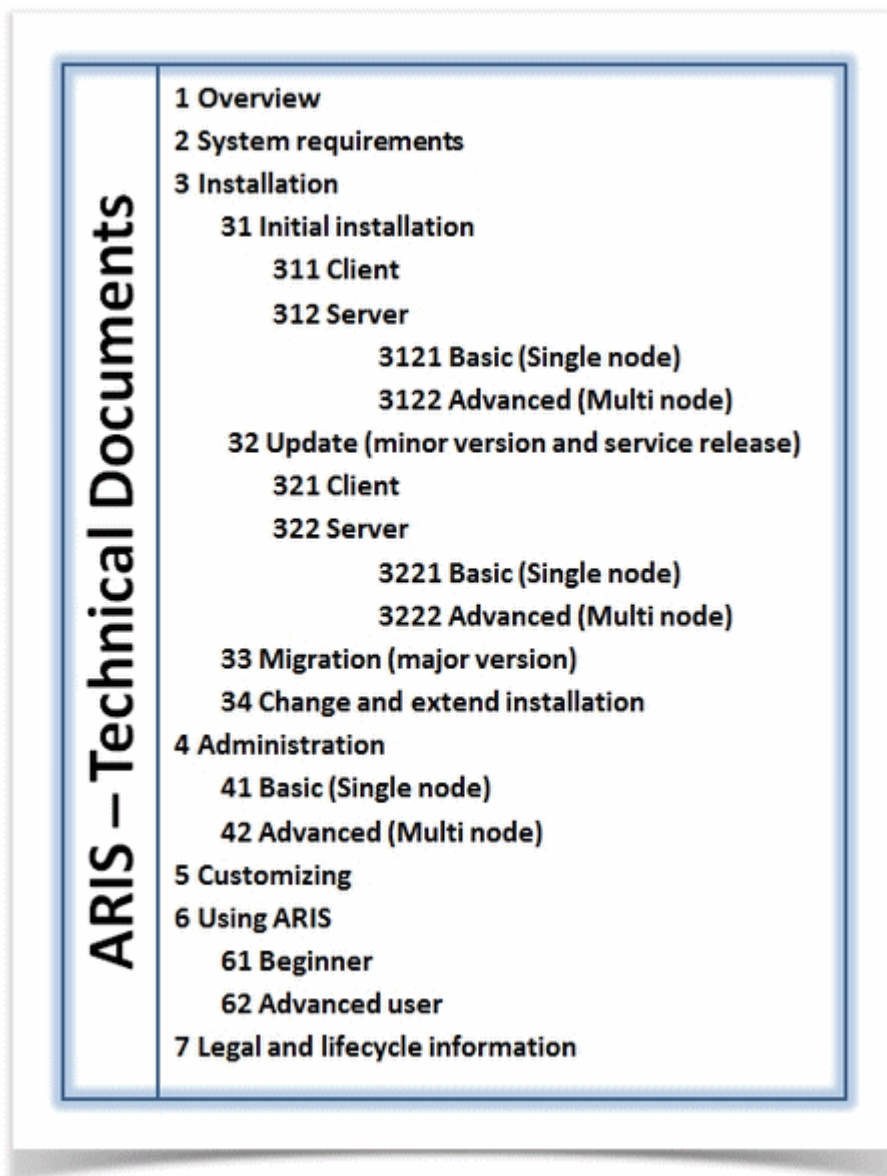 ARIS – Technical Documents
1 Overview
2 System requirements
3 Installation
31 Initial installation
311 Client
312 Server
3121 Basic (Single node)
3122 Advanced (Multi node)
32 Update (minor version and service release)
321 Client
322 Server
3221 Basic (Single node)
3222 Advanced (Multi node)
33 Migration (major version)
34 Change and extend installation
4 Administration
41 Basic (Single node)
42 Advanced (Multi node)
5 Customizing
6 Using ARIS
61 Beginner
62 Advanced user
7 Legal and lifecycle information